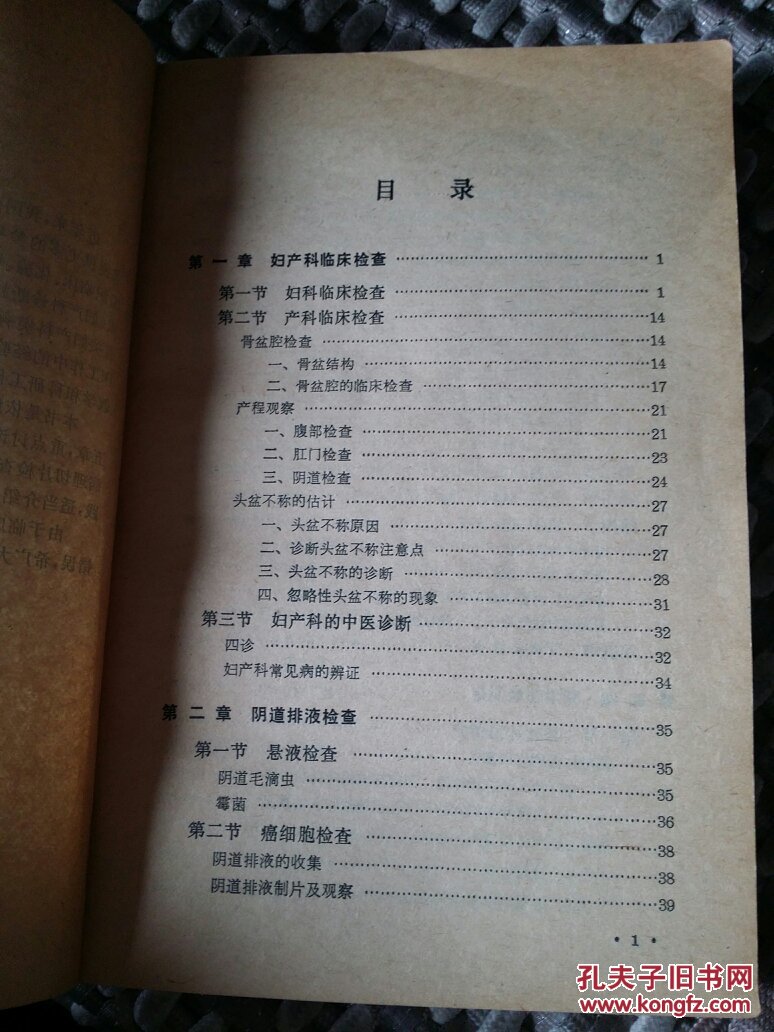 目 录
第一章 妇产科临床检查 …… 1
第一节 妇科临床检查 …… 1
第二节 产科临床检查 …… 14
骨盆腔检查 …… 14
一、骨盆结构 …… 14
二、骨盆腔的临床检查 …… 17
产程观察 …… 21
一、腹部检查 …… 21
二、肛门检查 …… 23
三、阴道检查 …… 24
头盆不称的估计 …… 27
一、头盆不称原因 …… 27
二、诊断头盆不称注意点 …… 27
三、头盆不称的诊断 …… 28
四、忽略性头盆不称的现象 …… 31
第三节 妇产科的中医诊断 …… 32
四诊 …… 32
妇产科常见病的辨证 …… 34
第二章 阴道排液检查 …… 35
第一节 悬液检查 …… 35
阴道毛滴虫 …… 35
霉菌 …… 36
第二节 癌细胞检查 …… 38
阴道排液的收集 …… 38
阴道排液制片及观察 …… 39
• 1 •
孔夫子旧书网
www.kongfz.com